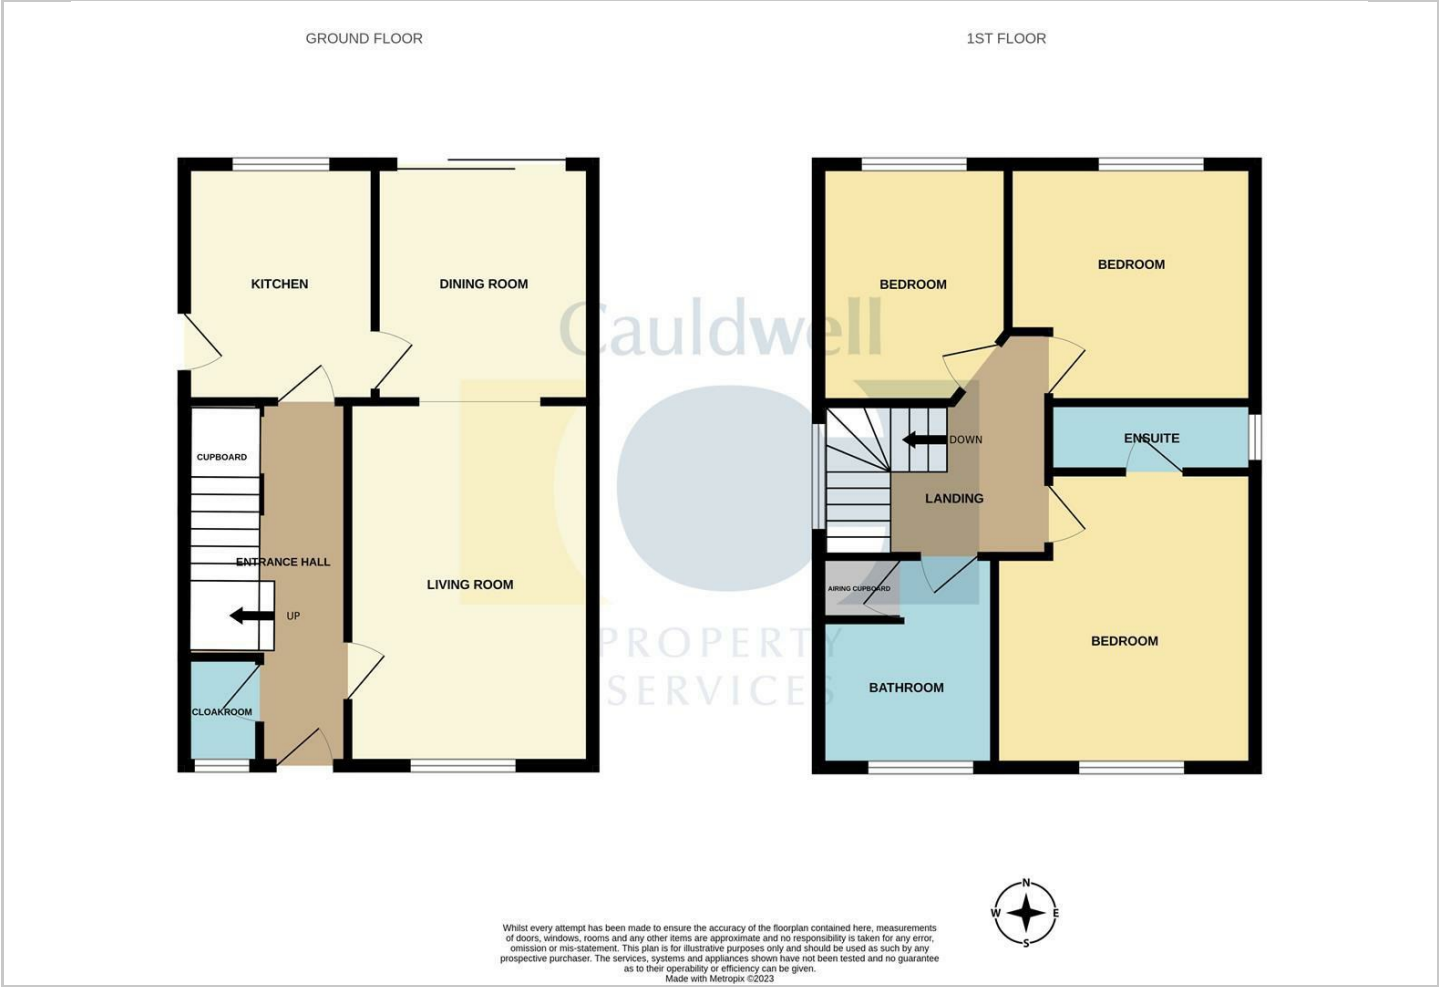 GROUND FLOOR
1ST FLOOR
KITCHEN
DINING ROOM
CUPBOARD
ENTRANCE HALL
LIVING ROOM
UP
CLOAKROOM
BEDROOM
BEDROOM
ENSUITE
DOWN
LANDING
AIRING CUPBOARD
BEDROOM
BATHROOM
Cauldwell
PROPERTY
SERVICES
N
W E
S
Whilst every attempt has been made to ensure the accuracy of the floorplan contained here, measurements
of doors, windows, rooms and any other items are approximate and no responsibility is taken for any error,
omission or mis-statement. This plan is for illustrative purposes only and should be used as such by any
prospective purchaser. The services, systems and appliances shown have not been tested and no guarantee
as to their operability or efficiency can be given.
Made with Metropix ©2023